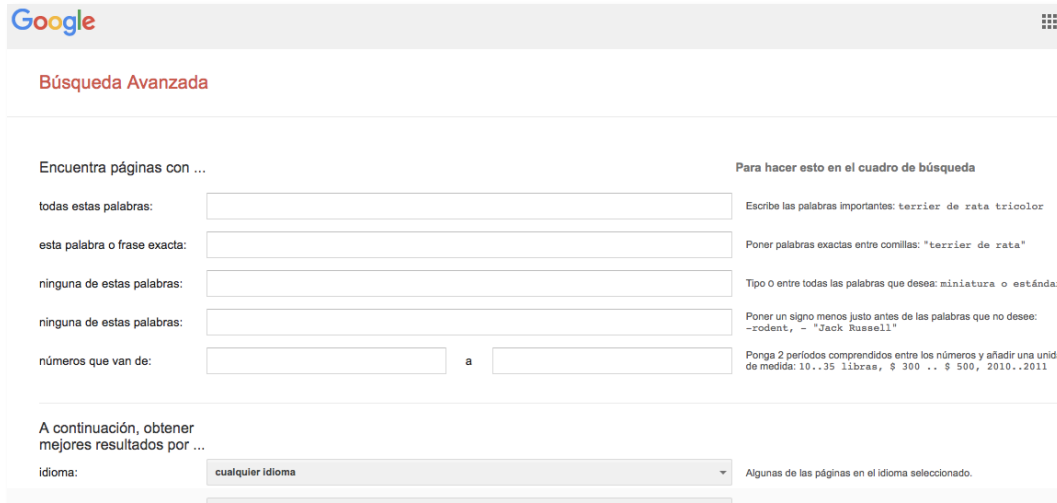 Google
Búsqueda Avanzada
Encuentra páginas con ...
Para hacer esto en el cuadro de búsqueda
todas estas palabras:
Escribe las palabras importantes: terrier de rata tricolor
esta palabra o frase exacta:
Poner palabras exactas entre comillas: "terrier de rata"
ninguna de estas palabras:
Tipo O entre todas las palabras que desea: miniatura o estánda
ninguna de estas palabras:
Poner un signo menos justo antes de las palabras que no desee:
-rodent, - "Jack Russell"
números que van de:
a
Ponga 2 períodos comprendidos entre los números y añadir una unid
de medida: 10..35 libras, $ 300 .. $ 500, 2010..2011
A continuación, obtener
mejores resultados por ...
idioma:
cualquier idioma
Algunas de las páginas en el idioma seleccionado.